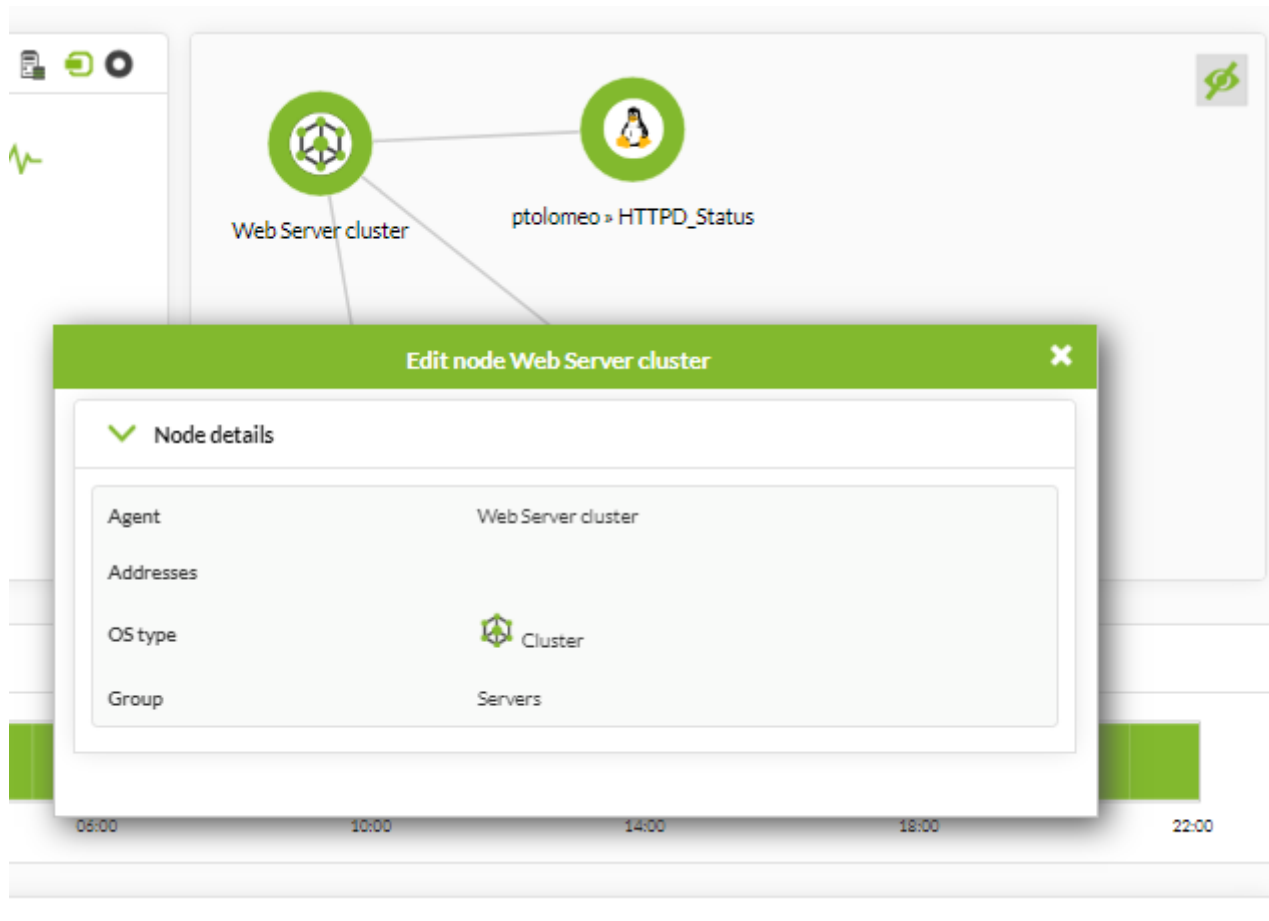 Web Server cluster
ptolomeo » HTTPD_Status
Edit node Web Server cluster
Node details
Agent Web Server cluster
Addresses
OS type Cluster
Group Servers
06:00 10:00 14:00 18:00 22:00